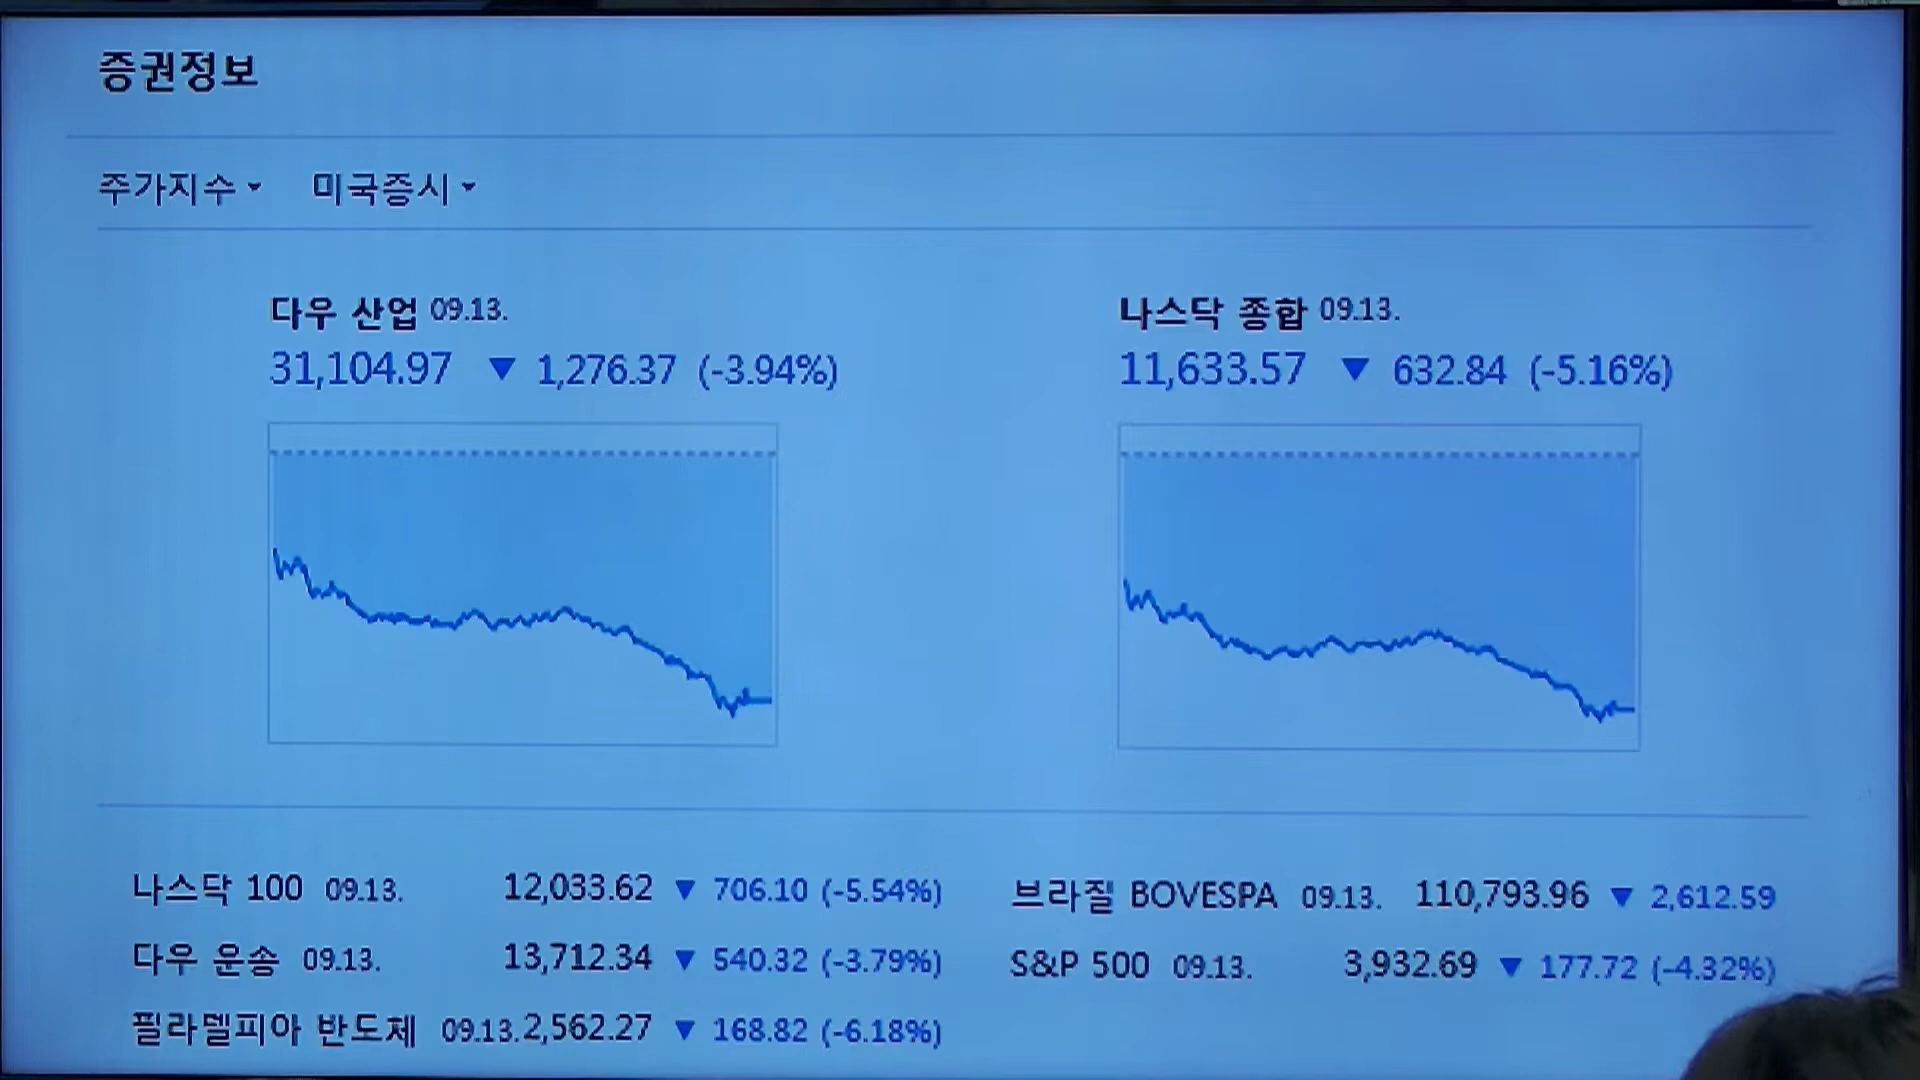 증권정보
주가지수 미국증시
다우 산업 09.13.
31,104.97 ▼ 1,276.37 (-3.94%)
나스닥 종합 09.13.
11,633.57 ▼ 632.84 (-5.16%)
나스닥 100 09.13. 12,033.62 ▼ 706.10 (-5.54%)
다우 운송 09.13. 13,712.34 ▼ 540.32 (-3.79%)
필라델피아 반도체 09.13. 2,562.27 ▼ 168.82 (-6.18%)
브라질 BOVESPA 09.13. 110,793.96 ▼ 2,612.59
S&P 500 09.13. 3,932.69 ▼ 177.72 (-4.32%)